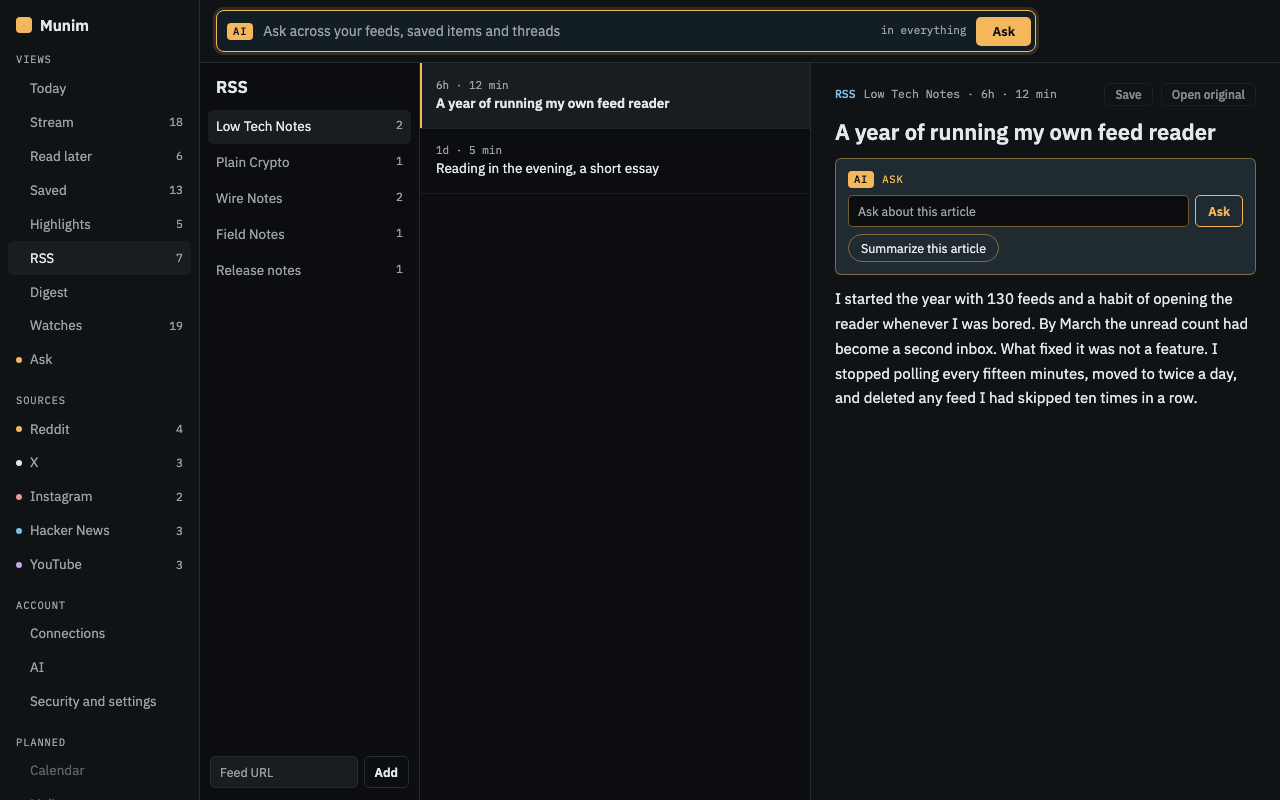 Munim
VIEWS
Today
Stream 18
Read later 6
Saved 13
Highlights 5
RSS 7
Digest
Watches 19
Ask
SOURCES
Reddit 4
X 3
Instagram 2
Hacker News 3
YouTube 3
ACCOUNT
Connections
AI
Security and settings
PLANNED
Calendar
AI Ask across your feeds, saved items and threads in everything Ask
RSS
Low Tech Notes 2
Plain Crypto 1
Wire Notes 2
Field Notes 1
Release notes 1
Feed URL Add
6h · 12 min
A year of running my own feed reader
1d · 5 min
Reading in the evening, a short essay
RSS Low Tech Notes · 6h · 12 min Save Open original
A year of running my own feed reader
AI ASK
Ask about this article Ask
Summarize this article
I started the year with 130 feeds and a habit of opening the
reader whenever I was bored. By March the unread count had
become a second inbox. What fixed it was not a feature. I
stopped polling every fifteen minutes, moved to twice a day,
and deleted any feed I had skipped ten times in a row.